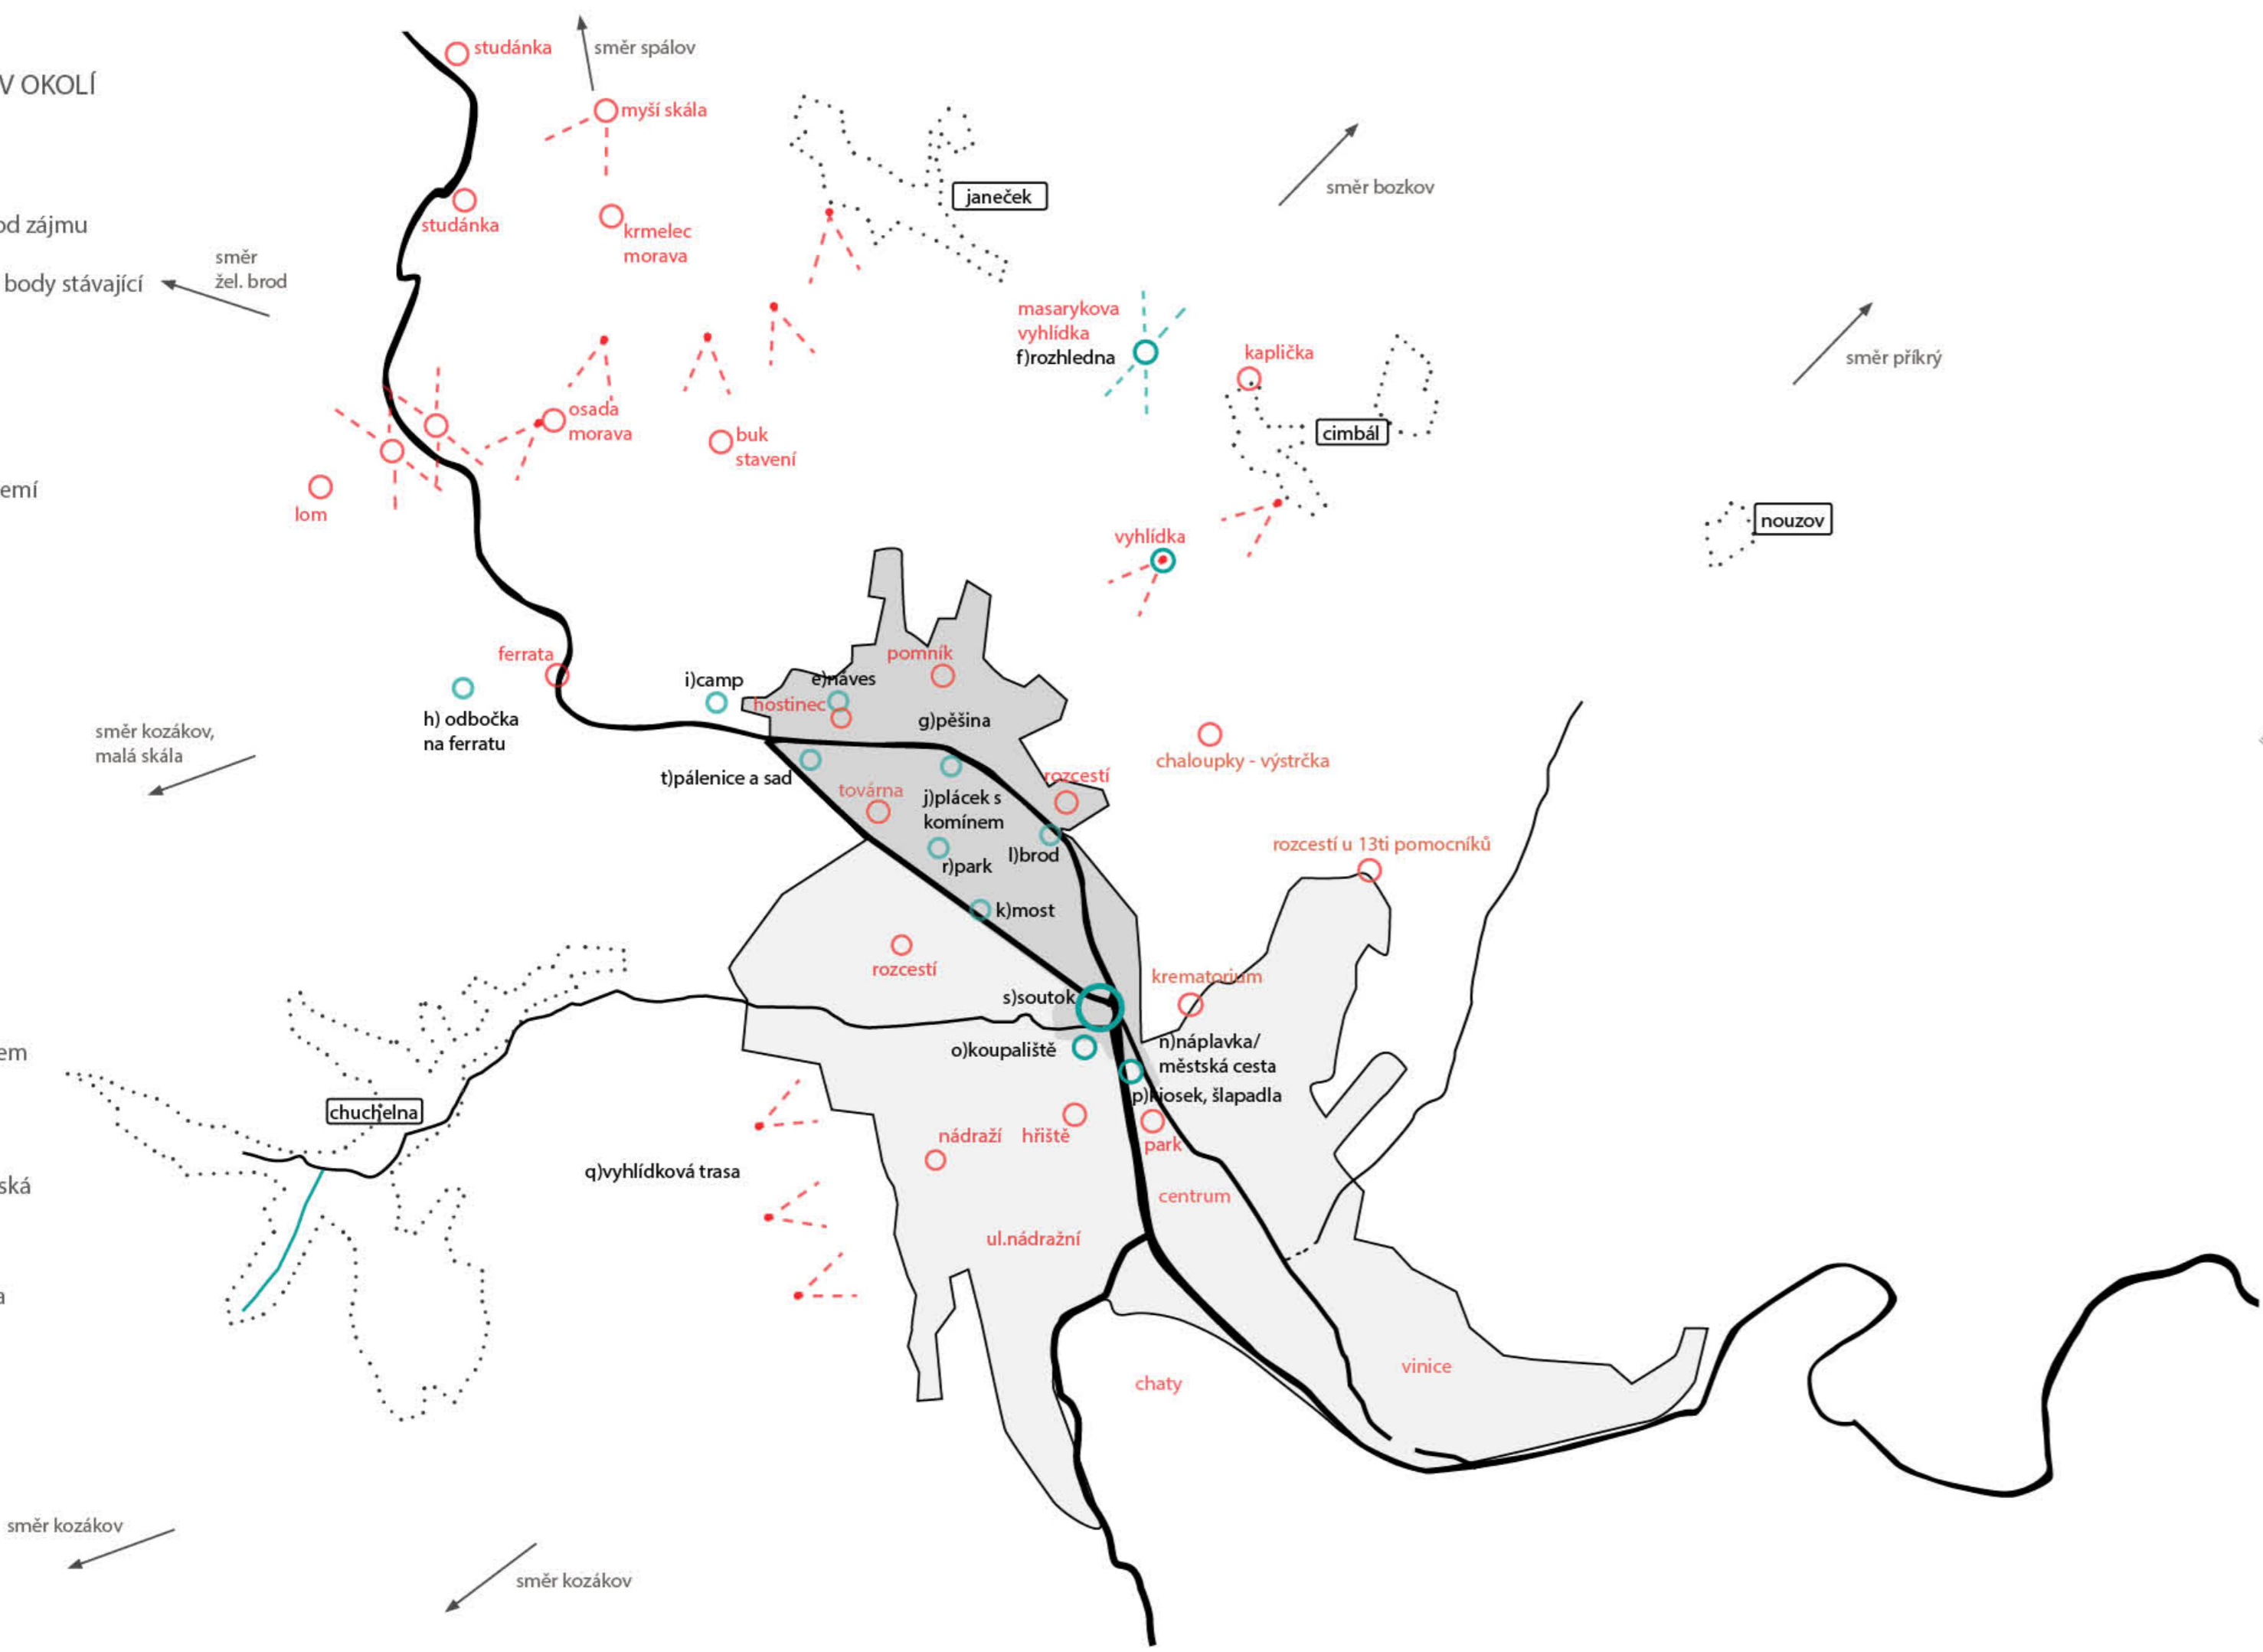 V OKOLÍ
od zájmu
body stávající
emí
em
ská
a
studánka
směr spálov
myší skála
studánka
krmelec
morava
janeček
směr bozkov
směr
žel. brod
masarykova
vyhlídka
f)rozhledna
kaplička
směr příkrý
osada
morava
buk
stavení
cimbál
lom
vyhlídka
nouzov
ferrata
h) odbočka
na ferratu
i)camp
e)náves
pomník
hostinec
g)pěšina
směr kozákov,
malá skála
t)pálenice a sad
chaloupky - výstrčka
továrna
j)plácek s
komínem
rozcestí
r)park
l)brod
rozcestí u 13ti pomocníků
k)most
rozcestí
krematorium
s)soutok
o)koupaliště
n)náplavka/
městská cesta
p)kiosek, šlapadla
chuchelna
nádraží
hřiště
park
q)vyhlídková trasa
centrum
ul.nádražní
chaty
vinice
směr kozákov
směr kozákov